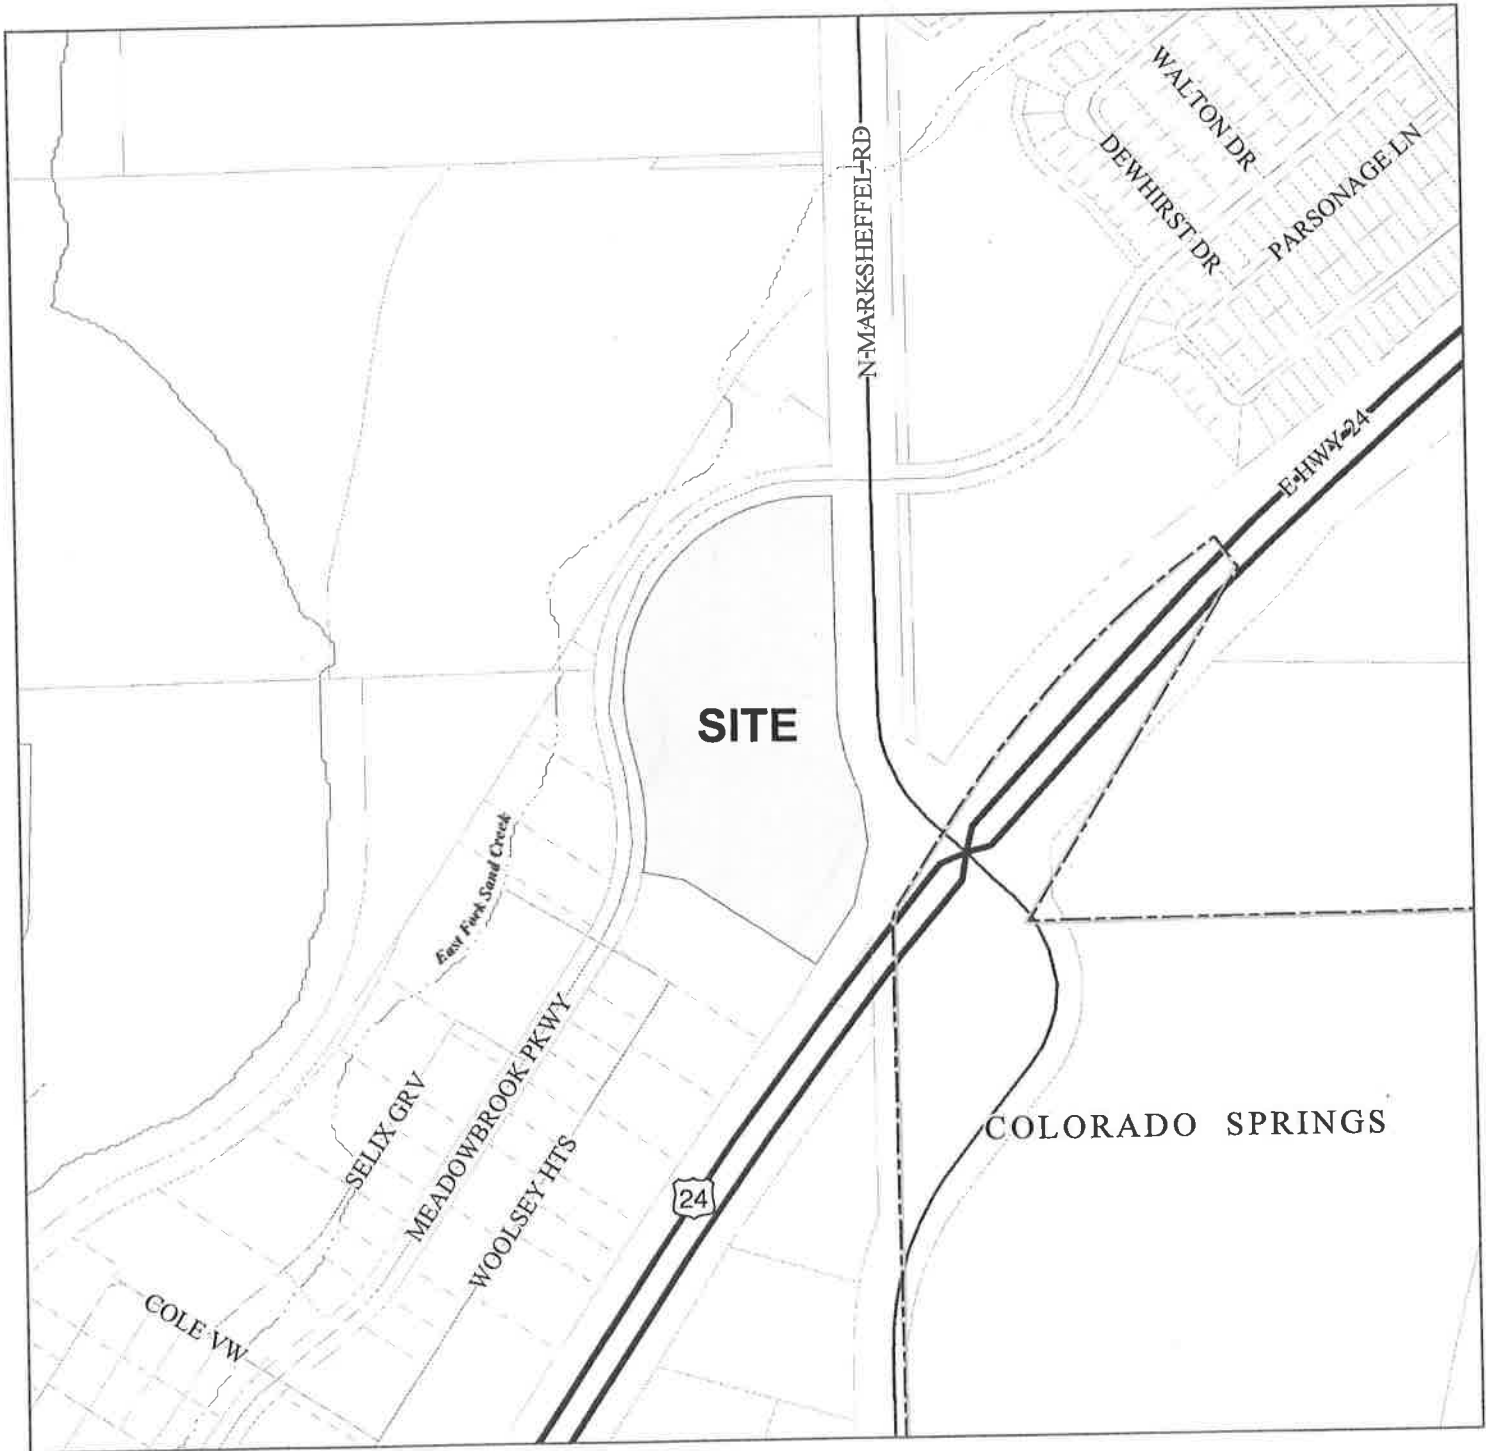 WALTON DR
DEWHIRST DR
PARSONAGE LN
N MARKSHEFFEL RD
E HWY 24
SITE
East Fork Sand Creek
SELIX GRV
MEADOWBROOK PKWY
WOOLSEY HTS
24
COLORADO SPRINGS
COLE VW